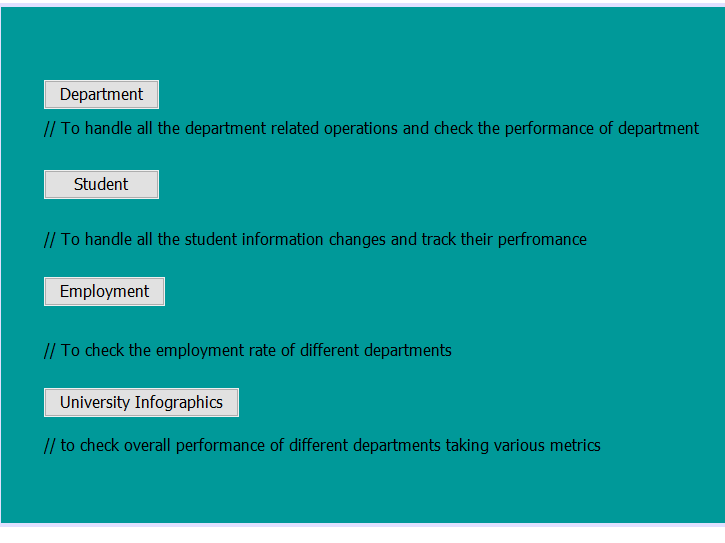 Department
// To handle all the department related operations and check the performance of department
Student
// To handle all the student information changes and track their perfromance
Employment
// To check the employment rate of different departments
University Infographics
// to check overall performance of different departments taking various metrics